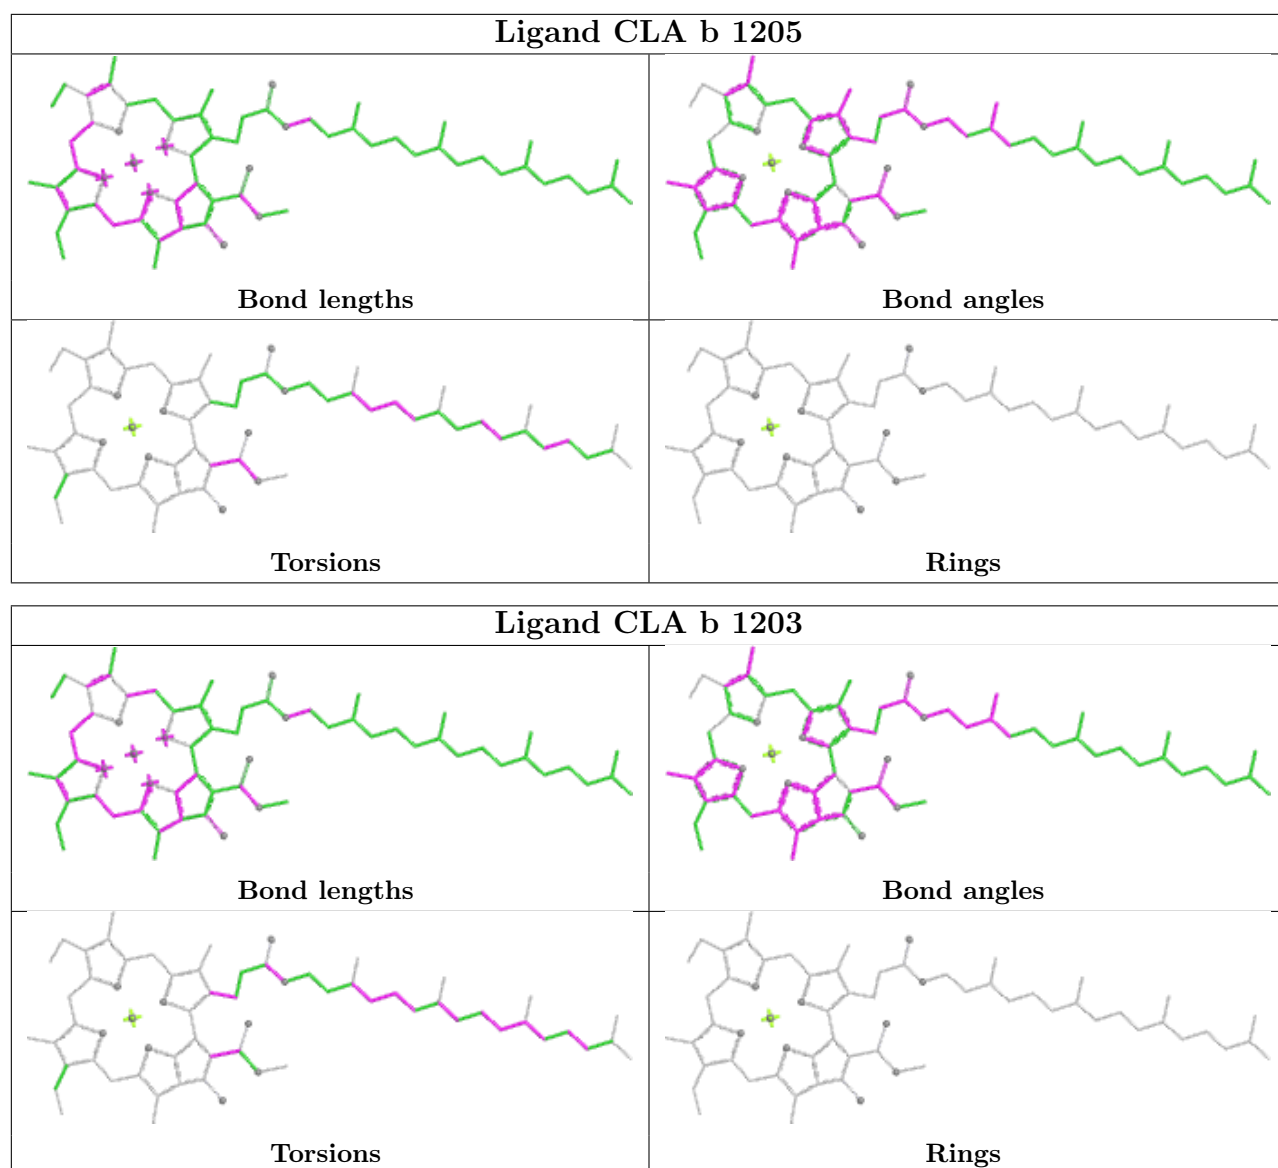 Ligand CLA b 1205
Bond lengths
Bond angles
Torsions
Rings
Ligand CLA b 1203
Bond lengths
Bond angles
Torsions
Rings